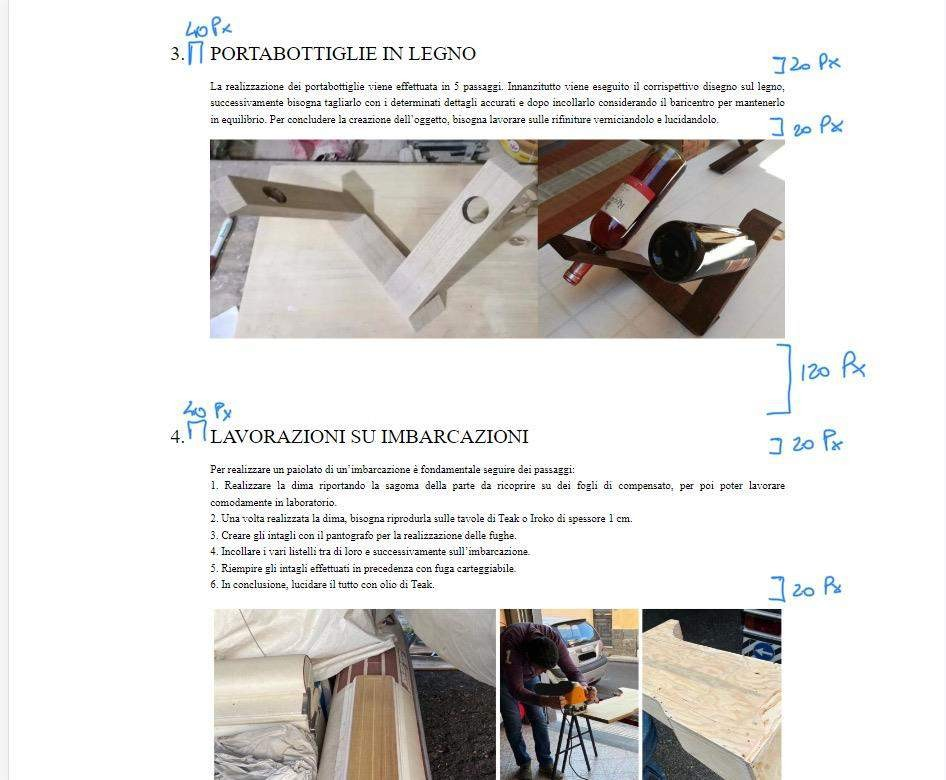 40 Px
3. PORTABOTTIGLIE IN LEGNO
20 Px
La realizzazione dei portabottiglie viene effettuata in 5 passaggi. Innanzitutto viene eseguito il corrispettivo disegno sul legno,
successivamente bisogna tagliarlo con i determinati dettagli accurati e dopo incollarlo considerando il baricentro per mantenerlo
in equilibrio. Per concludere la creazione dell'oggetto, bisogna lavorare sulle rifiniture verniciandolo e lucidandolo.
20 Px
120 Px
40 Px
4. LAVORAZIONI SU IMBARCAZIONI
20 Px
Per realizzare un paiolato di un'imbarcazione è fondamentale seguire dei passaggi:
1. Realizzare la dima riportando la sagoma della parte da ricoprire su dei fogli di compensato, per poi poter lavorare
comodamente in laboratorio.
2. Una volta realizzata la dima, bisogna riprodurla sulle tavole di Teak o Iroko di spessore 1 cm.
3. Creare gli intagli con il pantografo per la realizzazione delle fughe.
4. Incollare i vari listelli tra di loro e successivamente sull'imbarcazione.
5. Riempire gli intagli effettuati in precedenza con fuga carteggiabile.
6. In conclusione, lucidare il tutto con olio di Teak.
20 Px